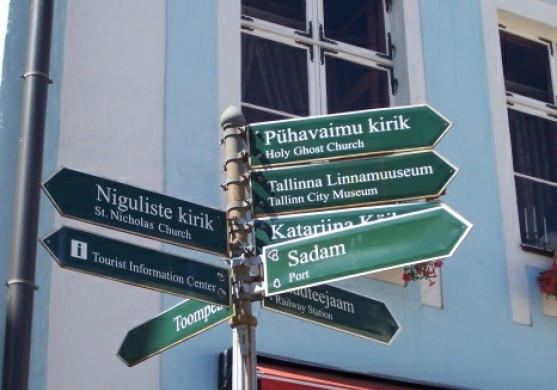 Pühavaimu kirik
Holy Ghost Church
Tallinna Linnamuuseum
Tallinn City Museum
Niguliste kirik
St. Nicholas Church
Katariina
Sadam
Port
i Tourist Information Center
Railway Station